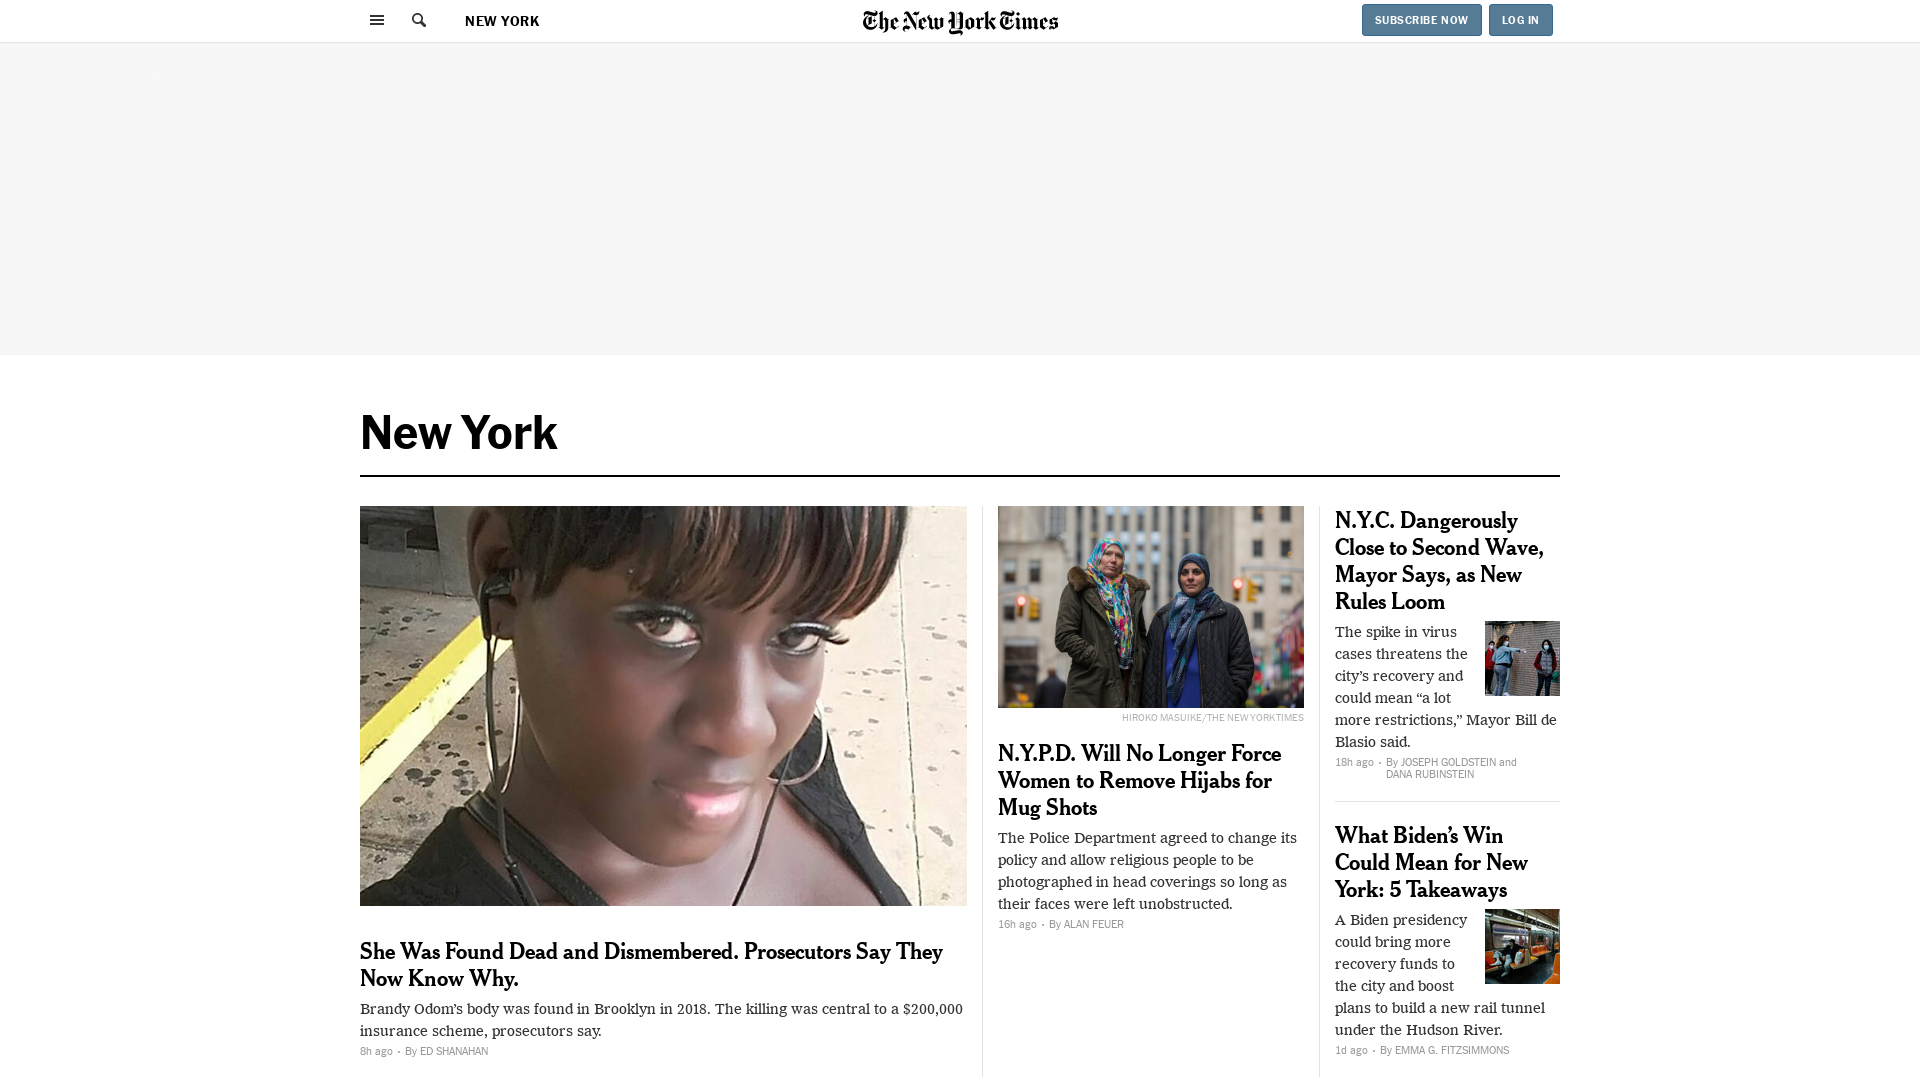 NEW YORK
The New York Times
SUBSCRIBE NOW
LOG IN
New York
She Was Found Dead and Dismembered. Prosecutors Say They
Now Know Why.
Brandy Odom’s body was found in Brooklyn in 2018. The killing was central to a $200,000
insurance scheme, prosecutors say.
8h ago • By ED SHANAHAN
HIROKO MASUIKE/THE NEW YORK TIMES
N.Y.P.D. Will No Longer Force
Women to Remove Hijabs for
Mug Shots
The Police Department agreed to change its
policy and allow religious people to be
photographed in head coverings so long as
their faces were left unobstructed.
16h ago • By ALAN FEUER
N.Y.C. Dangerously
Close to Second Wave,
Mayor Says, as New
Rules Loom
The spike in virus
cases threatens the
city’s recovery and
could mean “a lot
more restrictions,” Mayor Bill de
Blasio said.
18h ago • By JOSEPH GOLDSTEIN and
DANA RUBINSTEIN
What Biden’s Win
Could Mean for New
York: 5 Takeaways
A Biden presidency
could bring more
recovery funds to
the city and boost
plans to build a new rail tunnel
under the Hudson River.
1d ago • By EMMA G. FITZSIMMONS